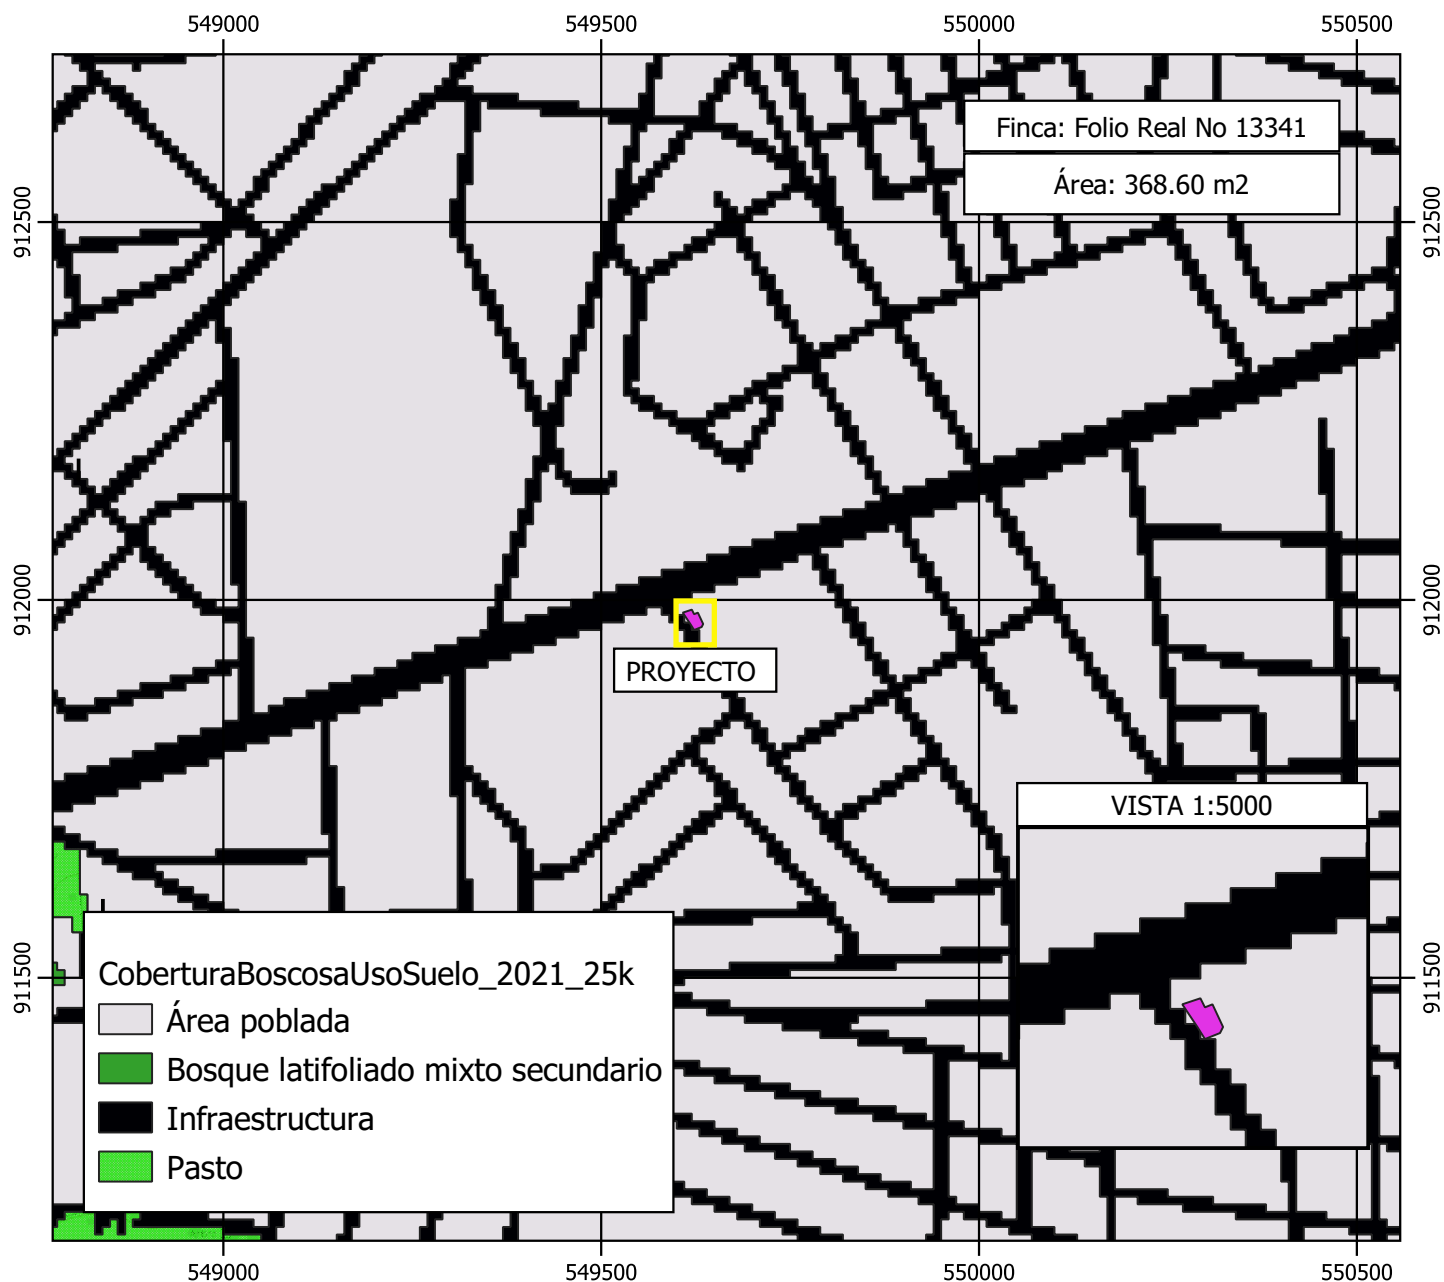 549000
549500
550000
550500
Finca: Folio Real No 13341
Área: 368.60 m2
912500
912500
912000
912000
PROYECTO
VISTA 1:5000
911500
911500
CoberturaBoscosaUsoSuelo_2021_25k
Área poblada
Bosque latifoliado mixto secundario
Infraestructura
Pasto
549000
549500
550000
550500